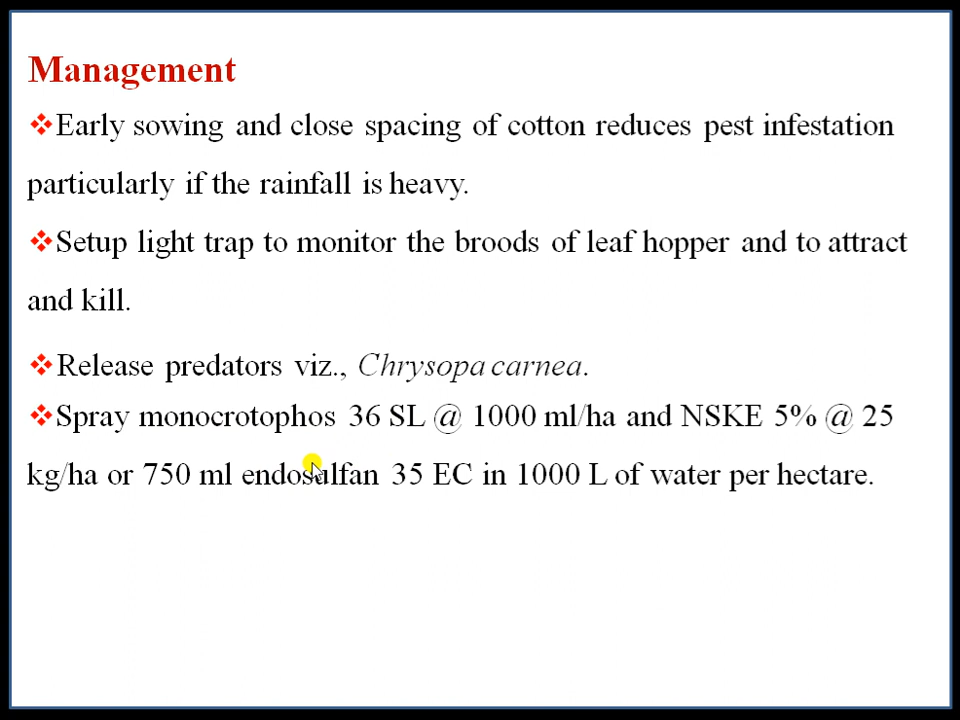 Management
❖Early sowing and close spacing of cotton reduces pest infestation
particularly if the rainfall is heavy.
❖Setup light trap to monitor the broods of leaf hopper and to attract
and kill.
❖Release predators viz., Chrysopa carnea.
❖Spray monocrotophos 36 SL @ 1000 ml/ha and NSKE 5% @ 25
kg/ha or 750 ml endosulfan 35 EC in 1000 L of water per hectare.